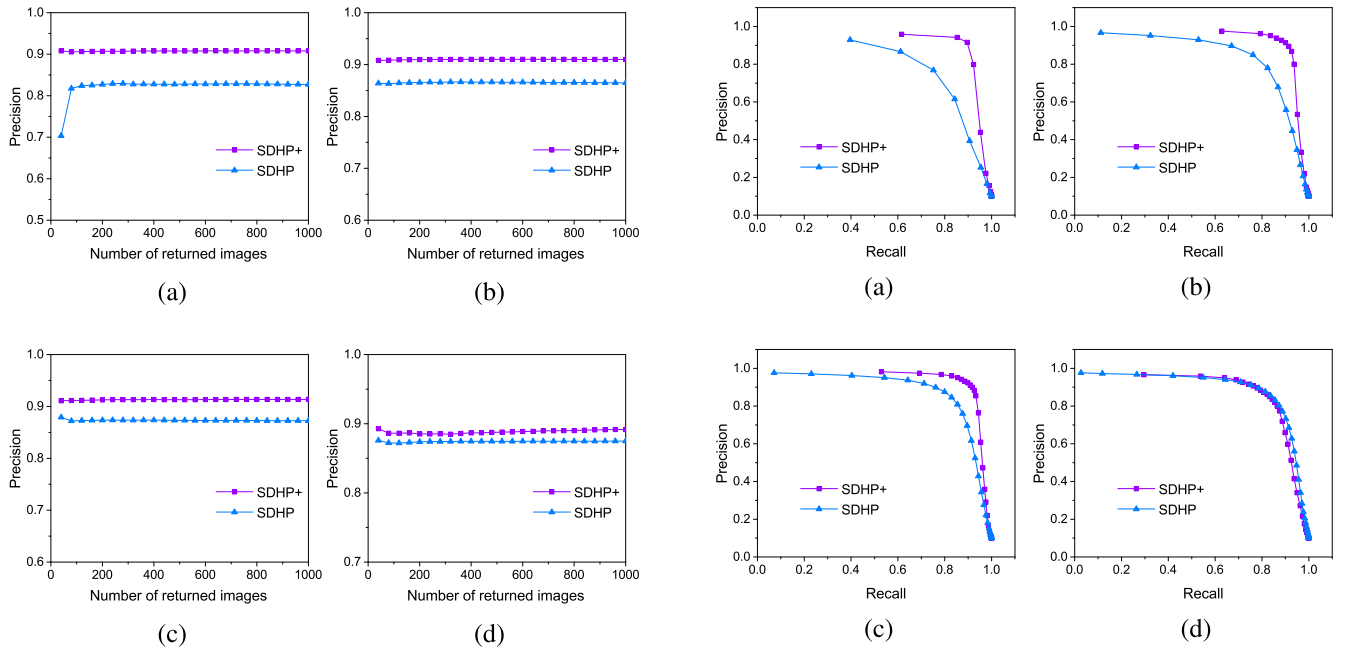 1.0
0.9
0.8
0.7
0.6
0.5
Precision
SDHP+
SDHP
0 200 400 600 800 1000
Number of returned images
(a)
1.0
0.9
0.8
0.7
0.6
Precision
SDHP+
SDHP
0 200 400 600 800 1000
Number of returned images
(b)
1.0
0.8
0.6
0.4
0.2
0.0
Precision
SDHP+
SDHP
0.0 0.2 0.4 0.6 0.8 1.0
Recall
(a)
1.0
0.8
0.6
0.4
0.2
0.0
Precision
SDHP+
SDHP
0.0 0.2 0.4 0.6 0.8 1.0
Recall
(b)
1.0
0.9
0.8
0.7
0.6
Precision
SDHP+
SDHP
0 200 400 600 800 1000
Number of returned images
(c)
1.0
0.9
0.8
0.7
Precision
SDHP+
SDHP
0 200 400 600 800 1000
Number of returned images
(d)
1.0
0.8
0.6
0.4
0.2
0.0
Precision
SDHP+
SDHP
0.0 0.2 0.4 0.6 0.8 1.0
Recall
(c)
1.0
0.8
0.6
0.4
0.2
0.0
Precision
SDHP+
SDHP
0.0 0.2 0.4 0.6 0.8 1.0
Recall
(d)